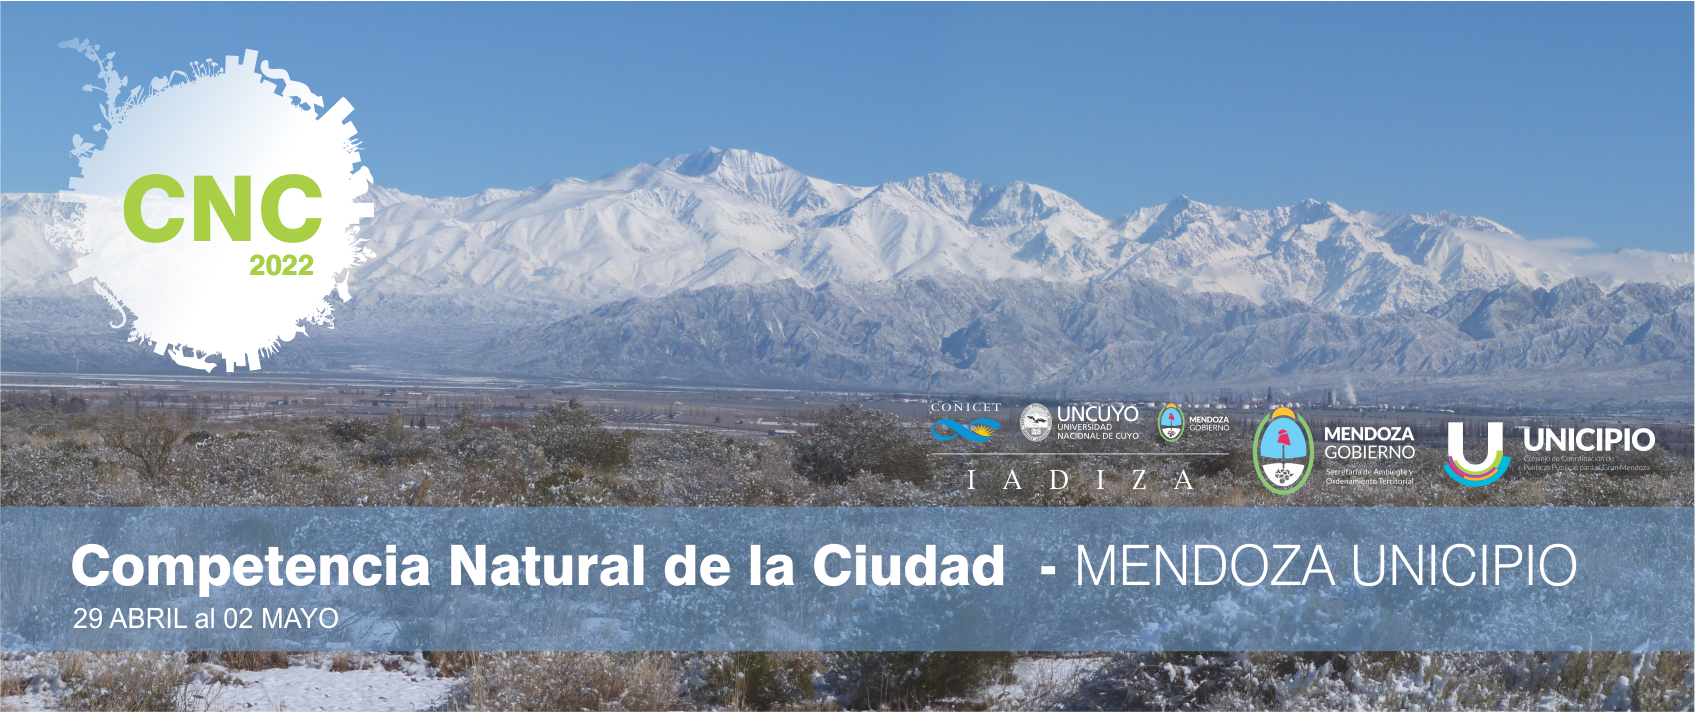 CNC
2022
CONICET
UNCUYO
UNIVERSIDAD
NACIONAL DE CUYO
MENDOZA
GOBIERNO
IADIZA
MENDOZA
GOBIERNO
Secretaría de Ambiente y
Ordenamiento Territorial
UNICIPIO
Consejo de Coordinación de
Políticas Públicas para el Gran Mendoza
Competencia Natural de la Ciudad - MENDOZA UNICIPIO
29 ABRIL al 02 MAYO